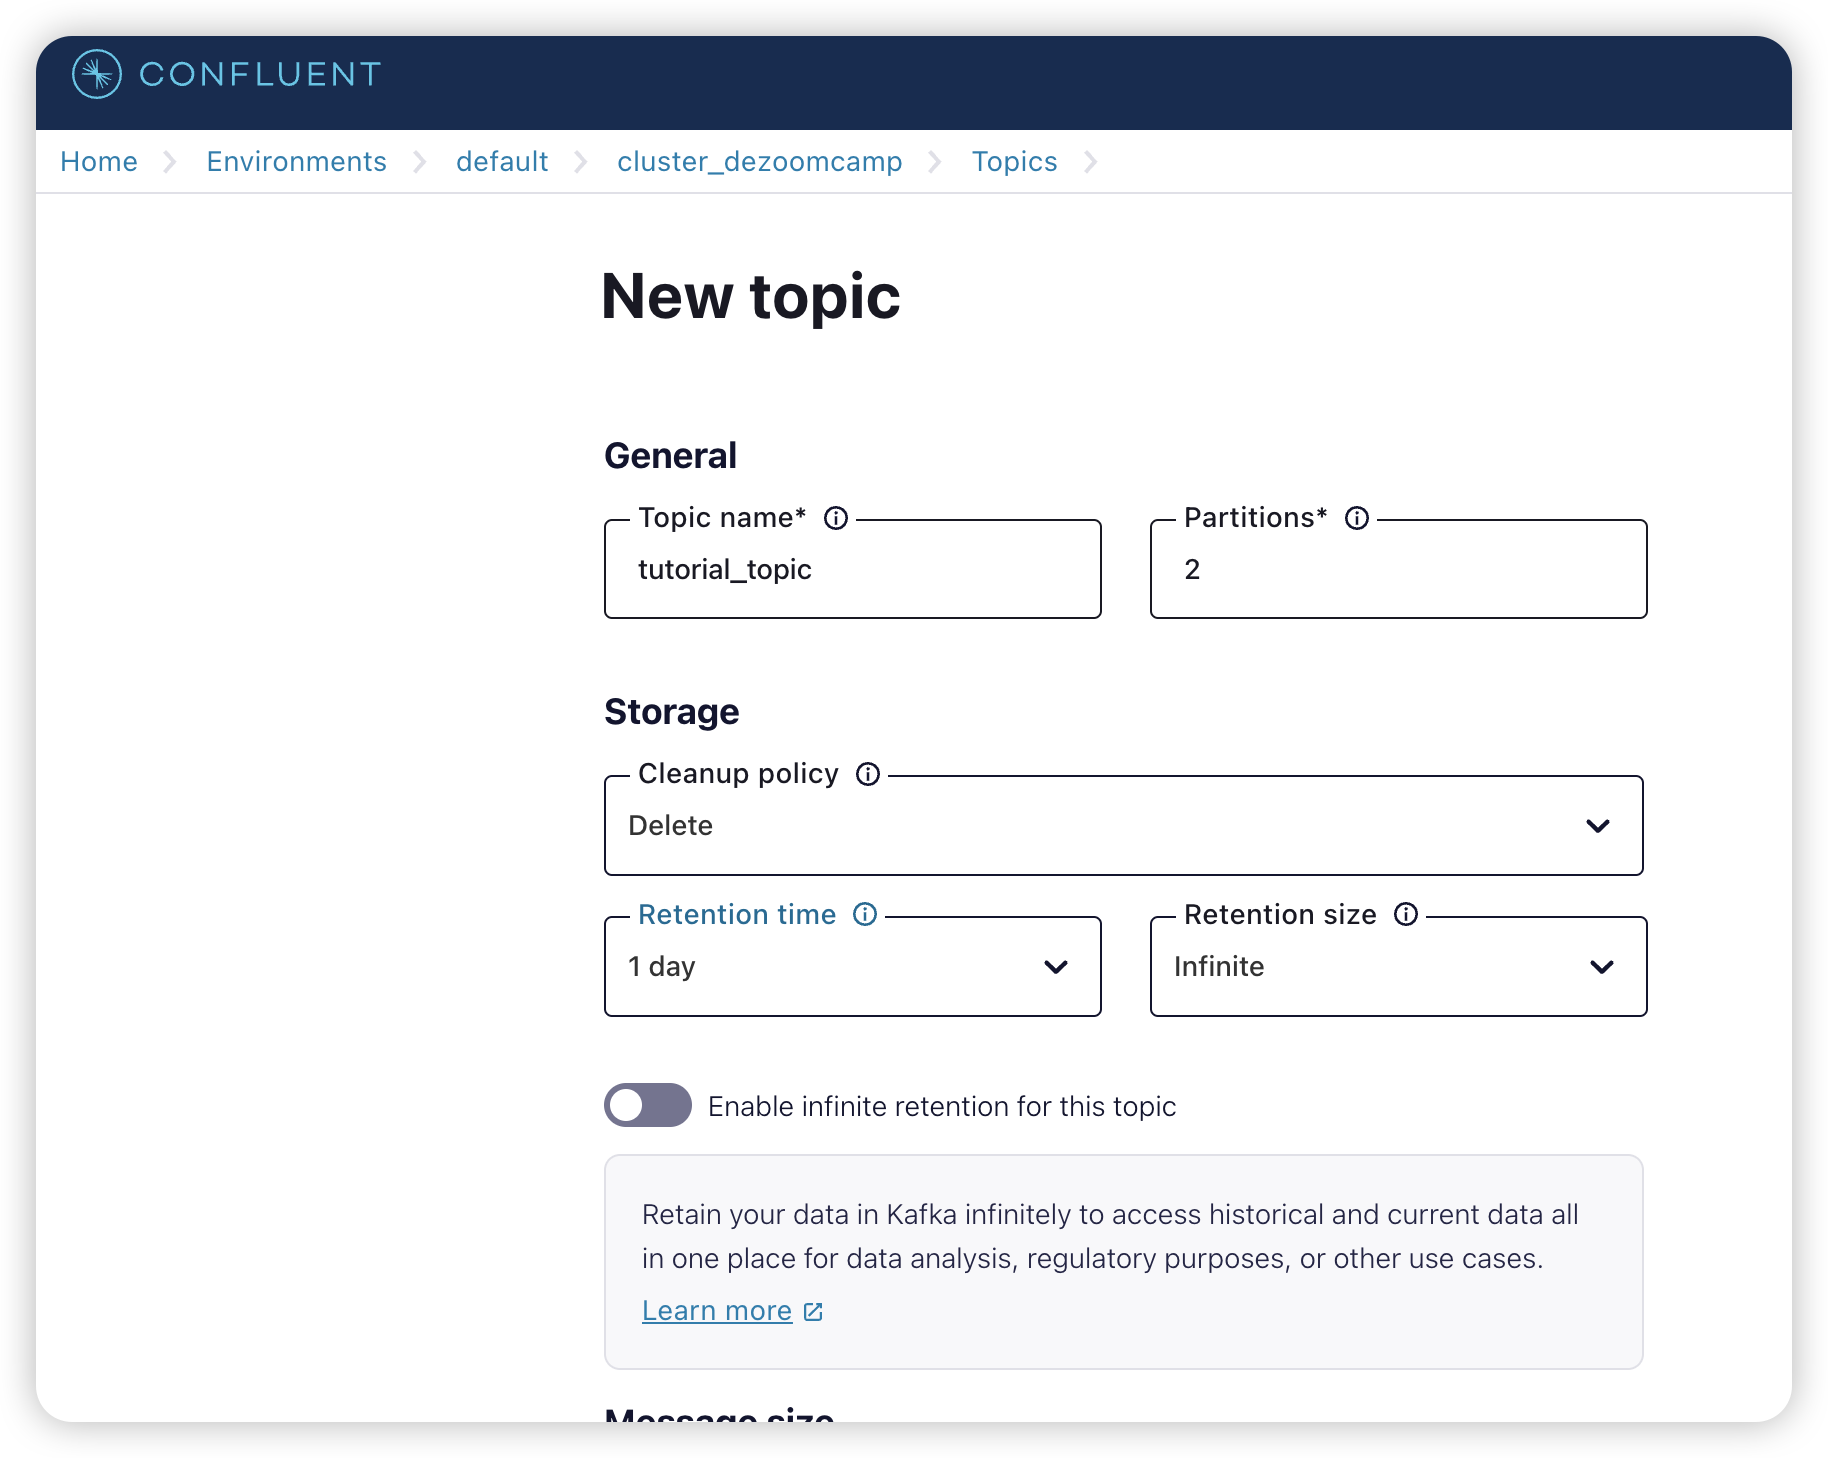 CONFLUENT
Home Environments default cluster_dezoomcamp Topics
New topic
General
Topic name* Partitions*
tutorial_topic 2
Storage
Cleanup policy
Delete
Retention time Retention size
1 day Infinite
Enable infinite retention for this topic
Retain your data in Kafka infinitely to access historical and current data all
in one place for data analysis, regulatory purposes, or other use cases.
Learn more
Message size